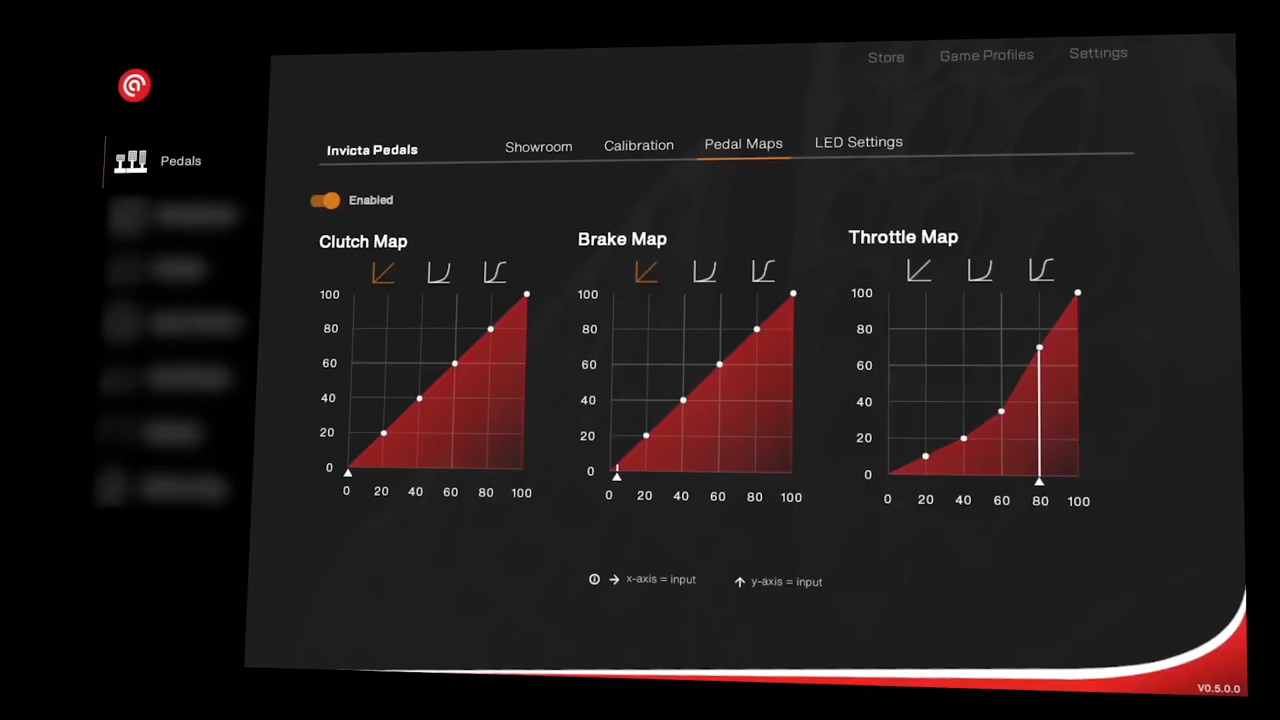 Store Game Profiles Settings
Pedals
Invicta Pedals Showroom Calibration Pedal Maps LED Settings
Enabled
Clutch Map
100
80
60
40
20
0
0 20 40 60 80 100
Brake Map
100
80
60
40
20
0
0 20 40 60 80 100
Throttle Map
100
80
60
40
20
0
0 20 40 60 80 100
x-axis = input y-axis = input
V0.5.0.0